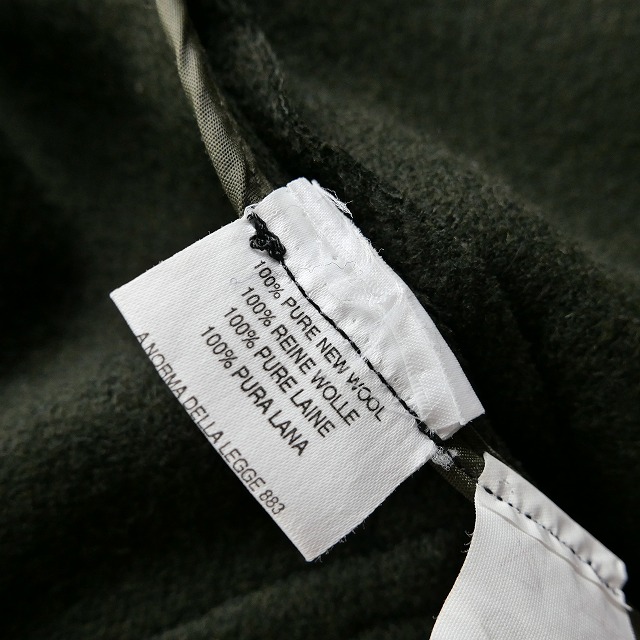 100% PURE NEW WOOL
100% REINE WOLLE
100% PURE LAINE
100% PURA LANA
A NORMA DELLA LEGGE 883